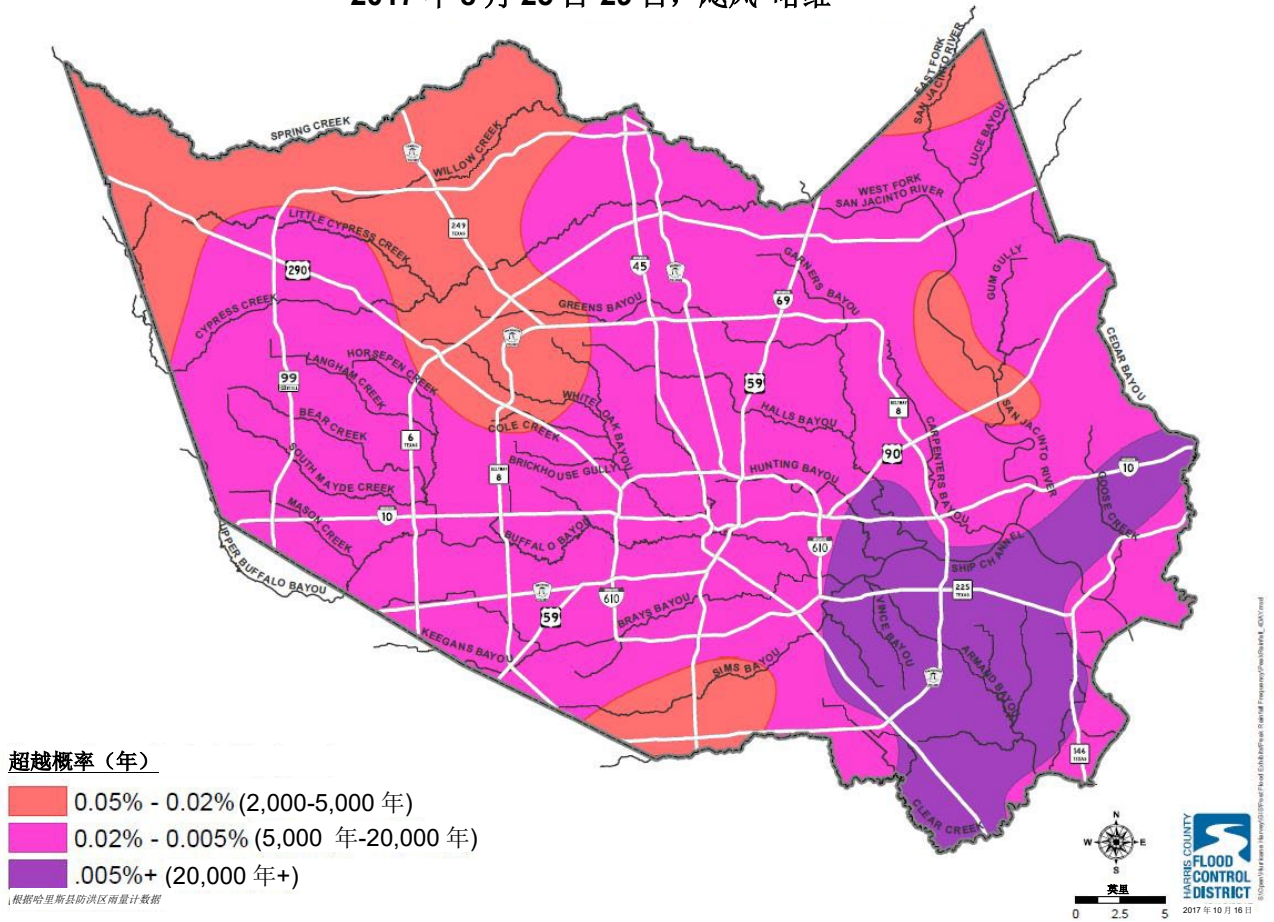 EAST FORK
SAN JACINTO RIVER
SPRING CREEK
WILLOW CREEK
LUCE BAYOU
WEST FORK
SAN JACINTO RIVER
LITTLE CYPRESS CREEK
249
TEXAS
290
45
GARNERS BAYOU
GUM GULLY
69
CYPRESS CREEK
GREENS BAYOU
CEDAR BAYOU
HORSEPEN CREEK
LANGHAM CREEK
99
59
WHITE OAK BAYOU
HALLS BAYOU
BELTWAY
8
BEAR CREEK
6
TEXAS
COLE CREEK
CARPENTERS BAYOU
SAN JACINTO RIVER
90
SOUTH MAYDE CREEK
BELTWAY
8
BRICKHOUSE GULLY
HUNTING BAYOU
10
GOOSE CREEK
MASON CREEK
10
BUFFALO BAYOU
610
SHIP CHANNEL
UPPER BUFFALO BAYOU
59
610
BRAYS BAYOU
225
TEXAS
VINCE BAYOU
KEEGANS BAYOU
SIMS BAYOU
ARMAND BAYOU
146
TEXAS
CLEAR CREEK
超越概率（年）
0.05% - 0.02% (2,000-5,000 年)
0.02% - 0.005% (5,000 年-20,000 年)
.005%+ (20,000 年+)
根据哈里斯县防洪区雨量计数据
N
W
E
S
英里
0 2.5 5
HARRIS COUNTY
FLOOD
CONTROL
DISTRICT
2017 年 10 月 16 日